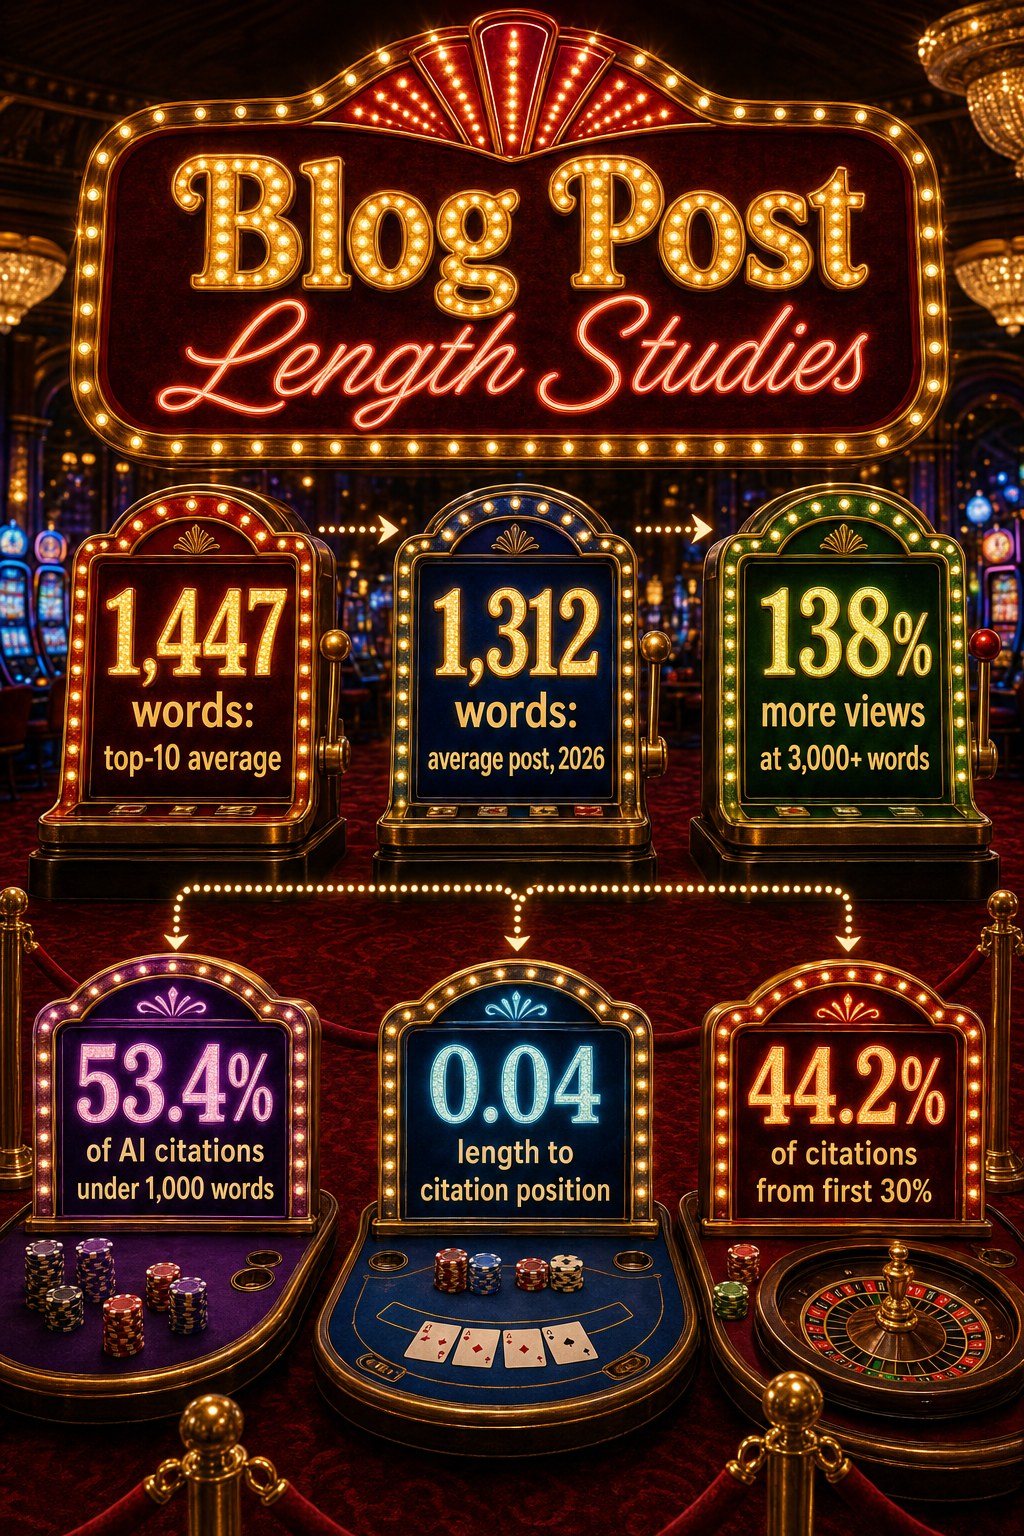 Blog Post
Length Studies
1,447
words:
top-10 average
1,312
words:
average post, 2026
138%
more views
at 3,000+ words
53.4%
of AI citations
under 1,000 words
0.04
length to
citation position
44.2%
of citations
from first 30%